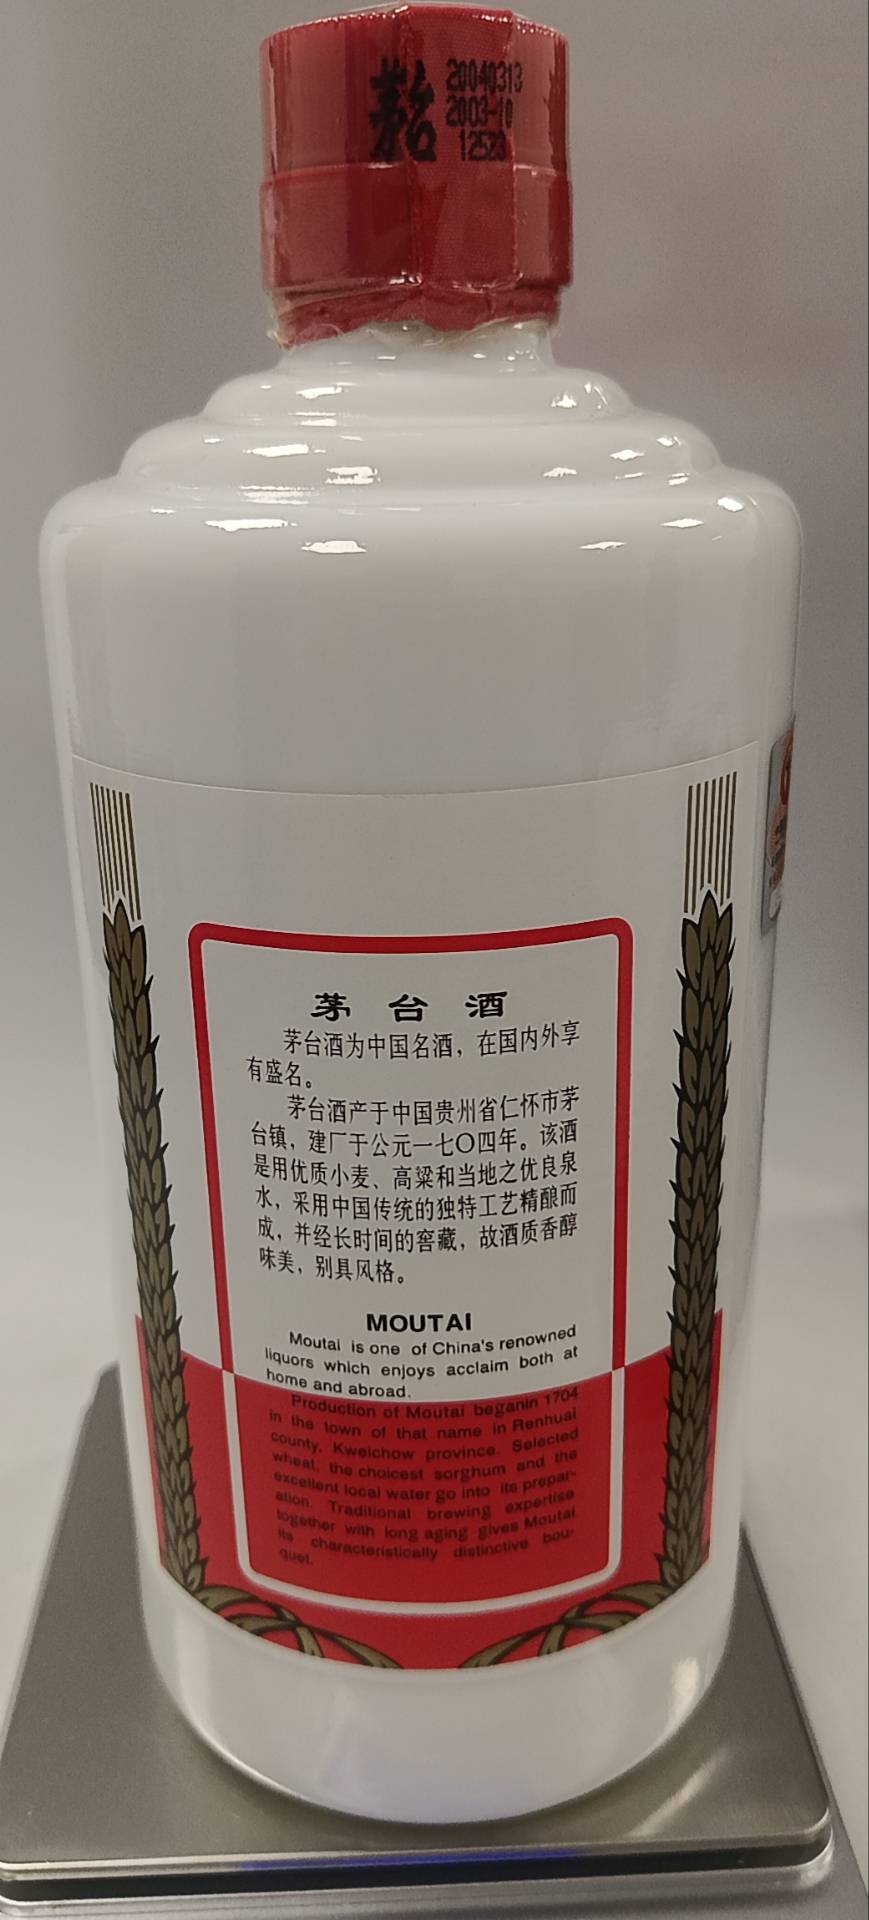 茅台
20040313
2003-10
茅台酒
茅台酒为中国名酒，在国内外享
有盛名。
茅台酒产于中国贵州省仁怀市茅
台镇，建厂于公元一七〇四年。该酒
是用优质小麦、高粱和当地之优良泉
水，采用中国传统的独特工艺精酿而
成，并经长时间的窖藏，故酒质香醇
味美，别具风格。
MOUTAI
Moutai is one of China's renowned
liquors which enjoys acclaim both at
home and abroad.
Production of Moutai beganin 1704
in the town of that name in Renhuai
county, Kweichow province. Selected
wheat, the choicest sorghum and the
excellent local water go into its prepar-
ation. Traditional brewing expertise
together with long aging gives Moutai
its characteristically distinctive bou-
quet.